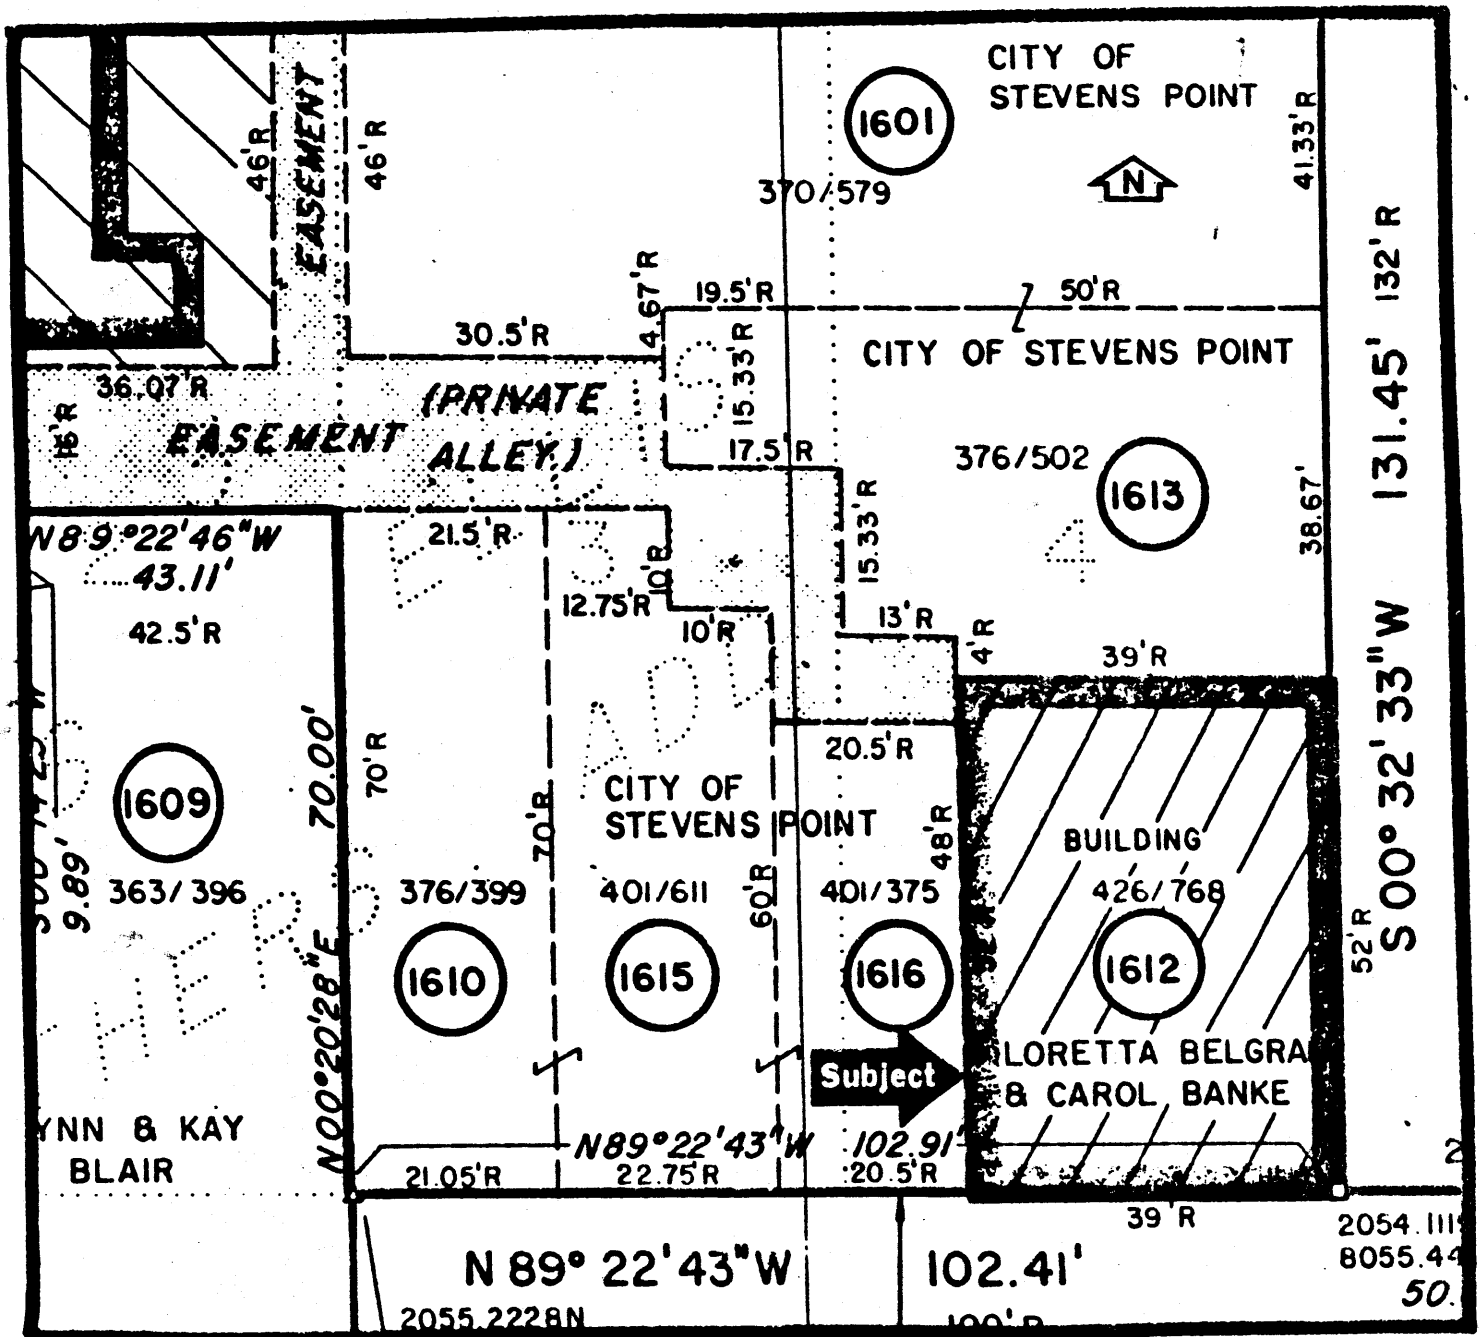 CITY OF
STEVENS POINT
1601
370/579
N
41.33'R
46'R
EASEMENT
46'R
132'R
4.67'R
19.5'R
50'R
30.5'R
15.33'R
CITY OF STEVENS POINT
36.07'R
(PRIVATE
ALLEY)
EASEMENT
16'R
17.5'R
376/502
1613
4
38.67'
131.45'
N89°22'46"W
43.11'
42.5'R
21.5'R
12.75'R
10'R
10'R
15.33'R
13'R
4'R
39'R
S 00° 32' 33" W
70.00'
70'R
70'R
20.5'R
CITY OF
STEVENS POINT
1609
363/396
9.89'
48'R
60'R
BUILDING
376/399
401/611
401/375
426/768
1610
1615
1616
1612
52'R
N00°20'28"E
LORETTA BELGRA
& CAROL BANKE
Subject
YNN & KAY
BLAIR
N89°22'43"W 102.91'
21.05'R
22.75'R
20.5'R
39'R
N 89° 22' 43" W 102.41'
2055.2228N
2054.111
8055.44
50.